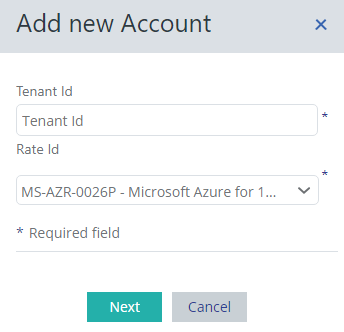 Add new Account ×
Tenant Id
Tenant Id *
Rate Id
MS-AZR-0026P - Microsoft Azure for 1... *
* Required field
Next Cancel